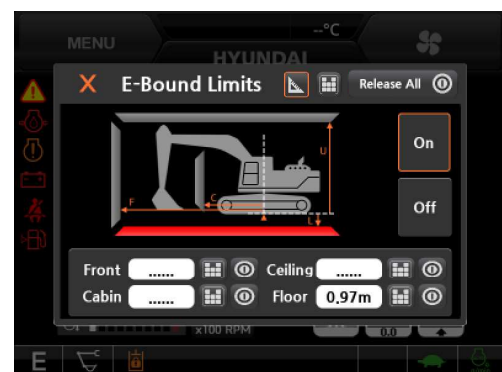 --°C
MENU
HYUNDAI
X E-Bound Limits Release All
U
On
C
F
L
Off
Front ...... Ceiling ......
Cabin ...... Floor 0.97m
x100 RPM 0.0
E